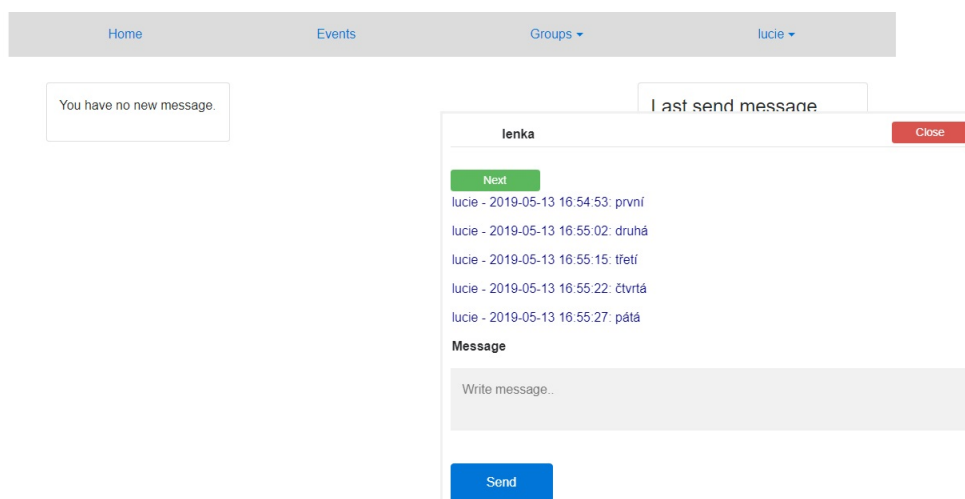 Home Events Groups lucie
You have no new message.
Last send message
lenka Close
Next
lucie - 2019-05-13 16:54:53: první
lucie - 2019-05-13 16:55:02: druhá
lucie - 2019-05-13 16:55:15: třetí
lucie - 2019-05-13 16:55:22: čtvrtá
lucie - 2019-05-13 16:55:27: pátá
Message
Write message..
Send